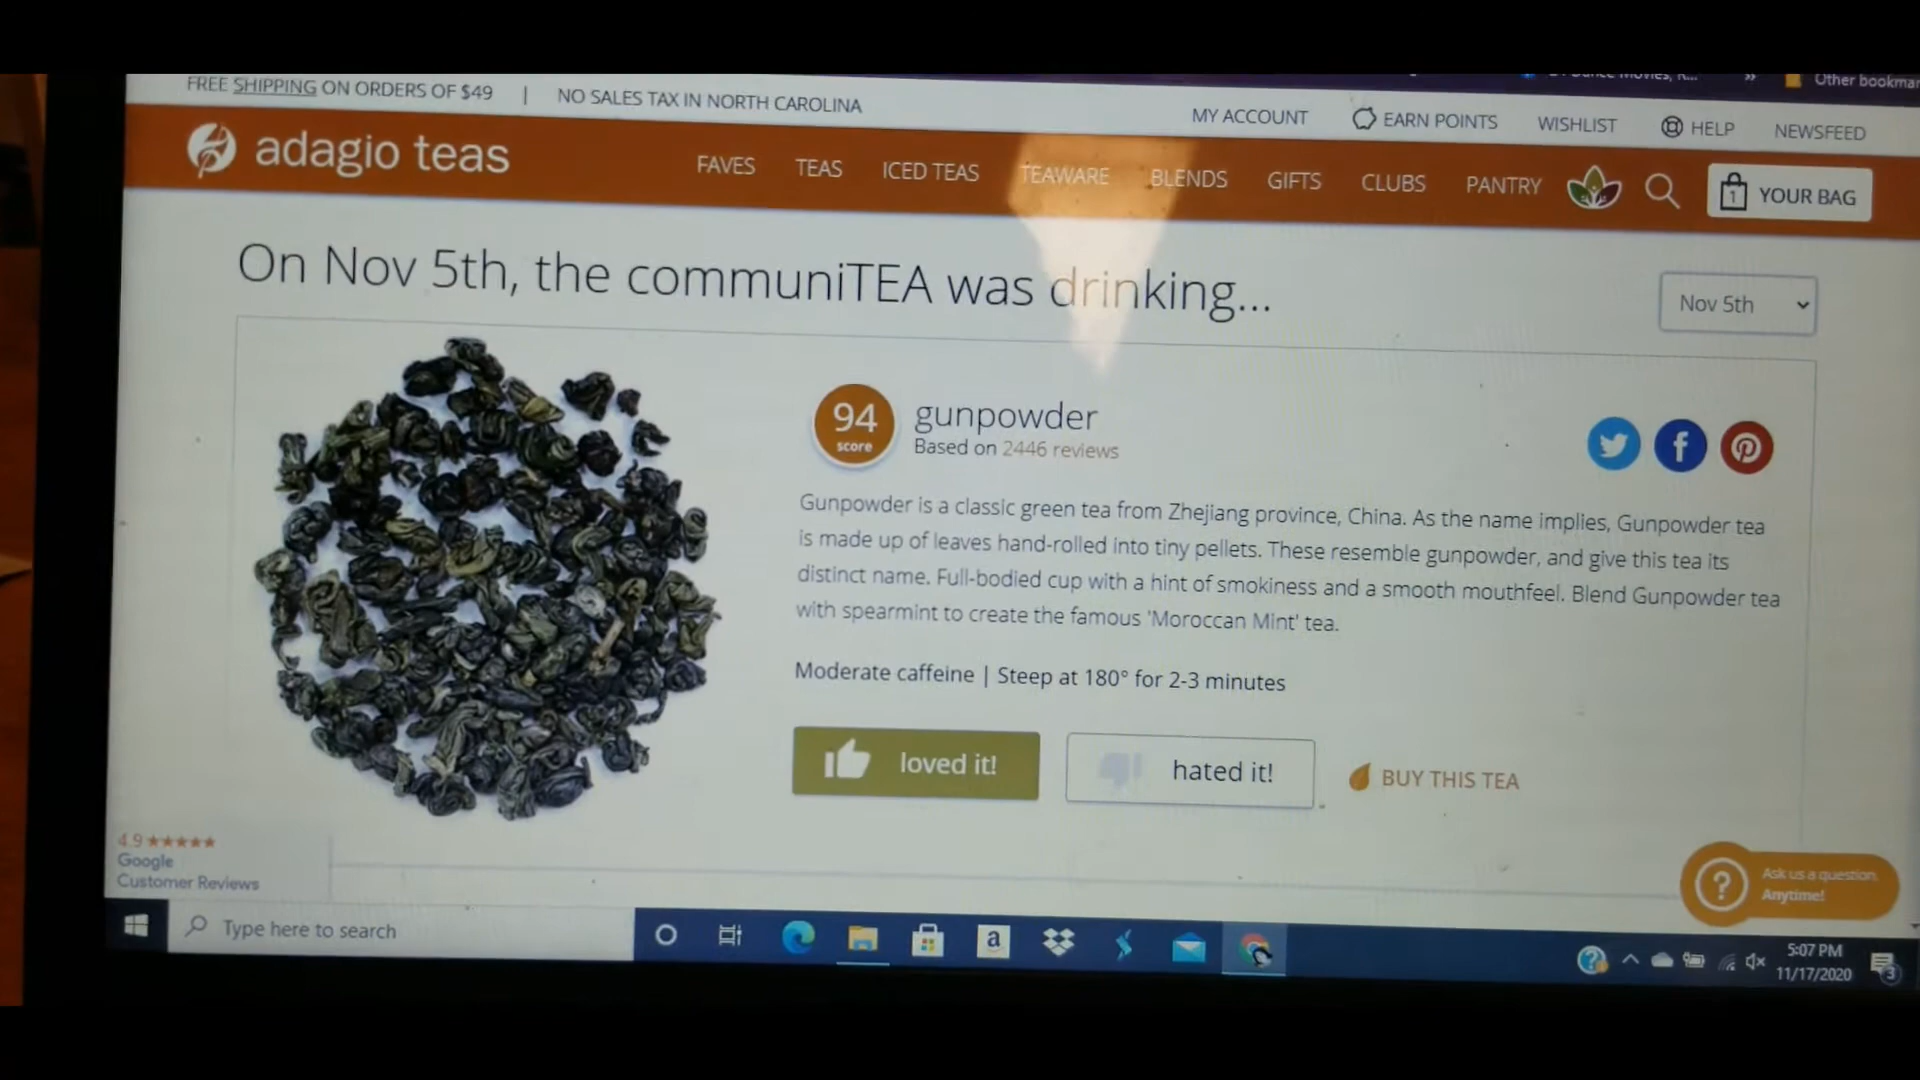 Other bookmar
FREE SHIPPING ON ORDERS OF $49 | NO SALES TAX IN NORTH CAROLINA
MY ACCOUNT EARN POINTS WISHLIST HELP NEWSFEED
adagio teas
FAVES TEAS ICED TEAS TEAWARE BLENDS GIFTS CLUBS PANTRY
1 YOUR BAG
On Nov 5th, the communiTEA was drinking...
Nov 5th
94
score
gunpowder
Based on 2446 reviews
Gunpowder is a classic green tea from Zhejiang province, China. As the name implies, Gunpowder tea
is made up of leaves hand-rolled into tiny pellets. These resemble gunpowder, and give this tea its
distinct name. Full-bodied cup with a hint of smokiness and a smooth mouthfeel. Blend Gunpowder tea
with spearmint to create the famous 'Moroccan Mint' tea.
Moderate caffeine | Steep at 180° for 2-3 minutes
loved it!
hated it!
BUY THIS TEA
4.9 ★★★★★
Google
Customer Reviews
Ask us a question
Anytime!
Type here to search
5:07 PM
11/17/2020
3